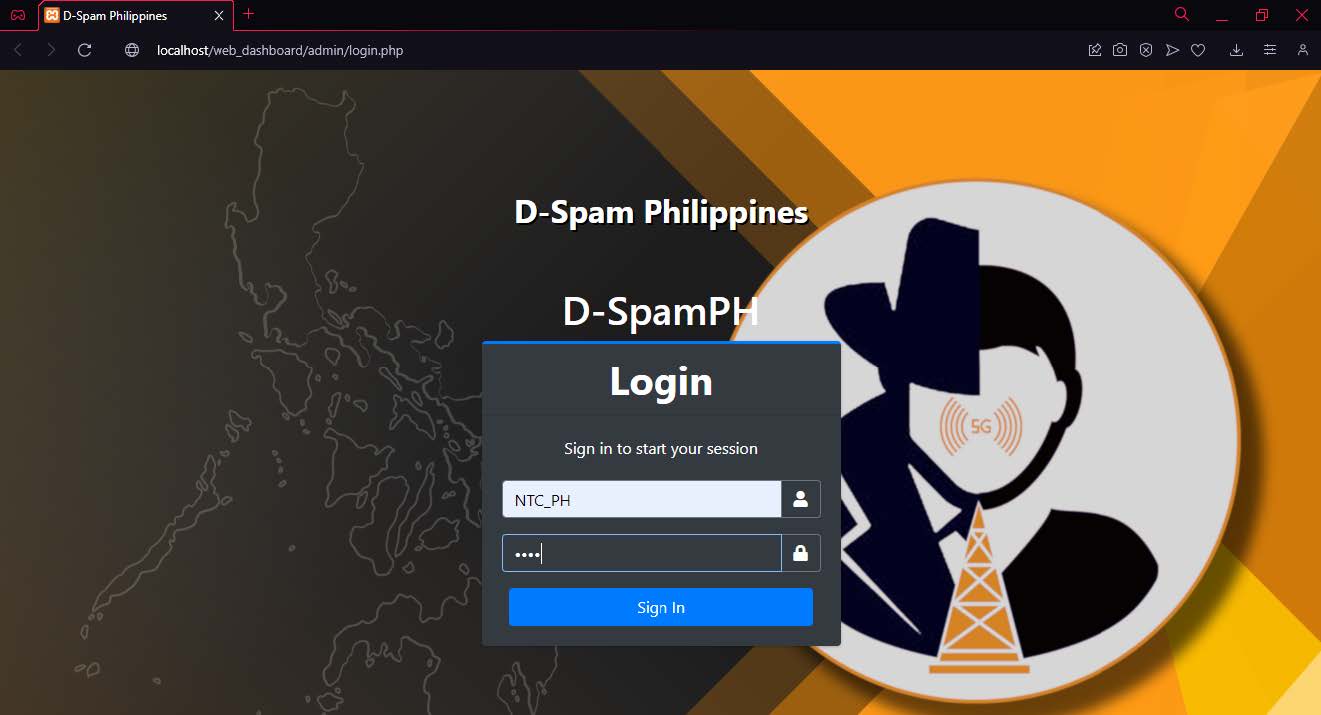 D-Spam Philippines
localhost/web_dashboard/admin/login.php
D-Spam Philippines
D-SpamPH
Login
Sign in to start your session
NTC_PH
••••
Sign In
5G